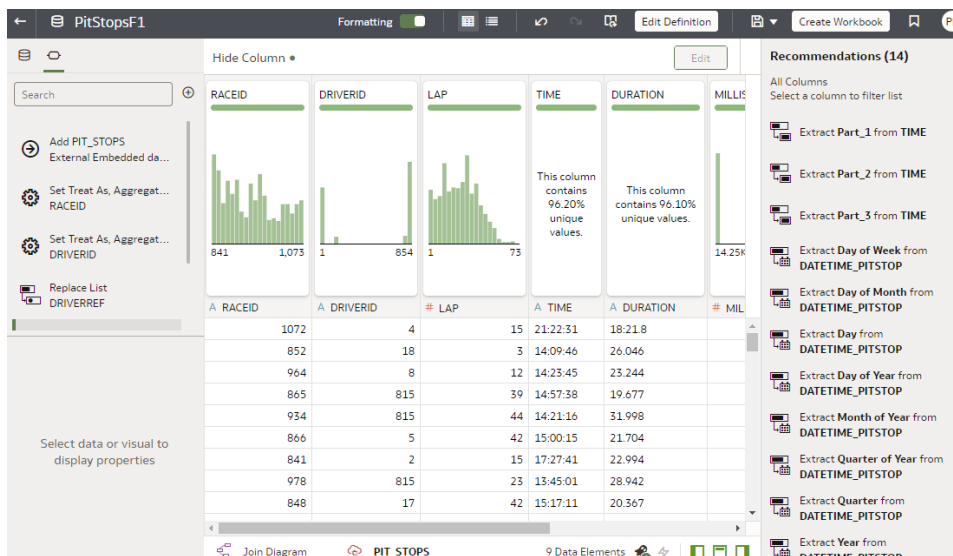 PitStopsF1
Formatting
Edit Definition
Create Workbook
Search
Add PIT_STOPS
External Embedded da...
Set Treat As, Aggregat...
RACEID
Set Treat As, Aggregat...
DRIVERID
Replace List
DRIVERREF
Select data or visual to
display properties
Hide Column
Edit
RACEID DRIVERID LAP TIME DURATION MILLIS
This column
contains
96.20%
unique
values.
This column
contains 96.10%
unique values.
841 1,073 1 854 1 73 14.25K
A RACEID A DRIVERID # LAP A TIME A DURATION # MIL
1072 4 15 21:22:31 18:21.8
852 18 3 14:09:46 26.046
964 8 12 14:23:45 23.244
865 815 39 14:57:38 19.677
934 815 44 14:21:16 31.998
866 5 42 15:00:15 21.704
841 2 15 17:27:41 22.994
978 815 23 13:45:01 28.942
848 17 42 15:17:11 20.367
Join Diagram PIT_STOPS 9 Data Elements
Recommendations (14)
All Columns
Select a column to filter list
Extract Part_1 from TIME
Extract Part_2 from TIME
Extract Part_3 from TIME
Extract Day of Week from
DATETIME_PITSTOP
Extract Day of Month from
DATETIME_PITSTOP
Extract Day from
DATETIME_PITSTOP
Extract Day of Year from
DATETIME_PITSTOP
Extract Month of Year from
DATETIME_PITSTOP
Extract Quarter of Year from
DATETIME_PITSTOP
Extract Quarter from
DATETIME_PITSTOP
Extract Year from